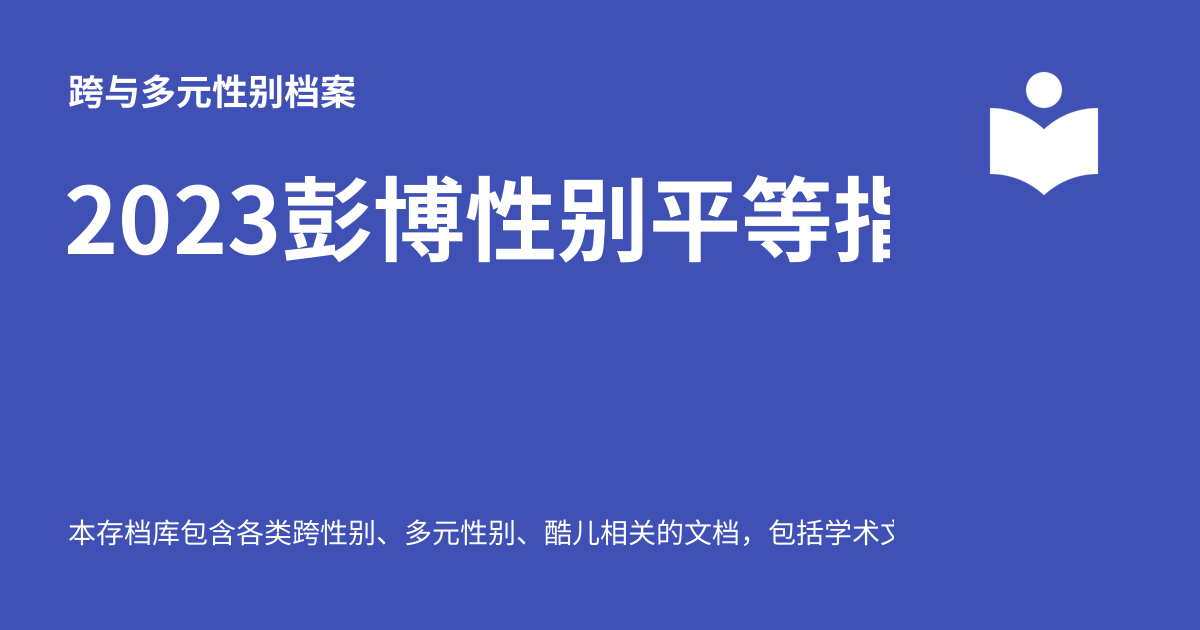 跨与多元性别档案
2023彭博性别平等指
本存档库包含各类跨性别、多元性别、酷儿相关的文档，包括学术文